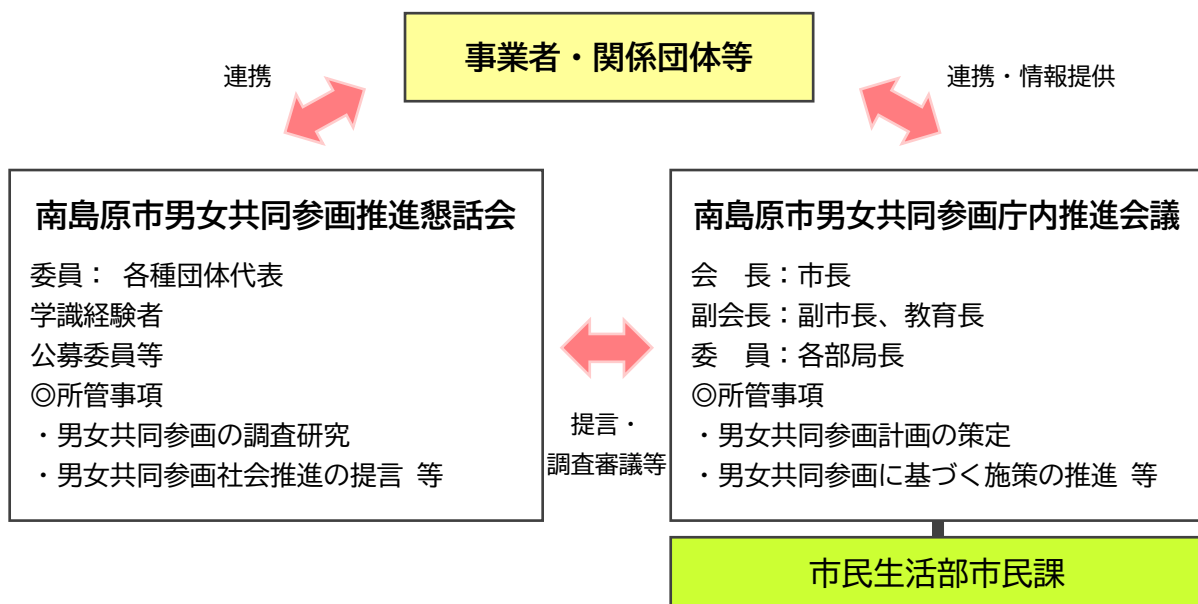 事業者・関係団体等
連携
連携・情報提供
南島原市男女共同参画推進懇話会
委員： 各種団体代表
学識経験者
公募委員等
◎所管事項
・男女共同参画の調査研究
・男女共同参画社会推進の提言 等
提言・
調査審議等
南島原市男女共同参画庁内推進会議
会　長：市長
副会長：副市長、教育長
委　員：各部局長
◎所管事項
・男女共同参画計画の策定
・男女共同参画に基づく施策の推進 等
市民生活部市民課